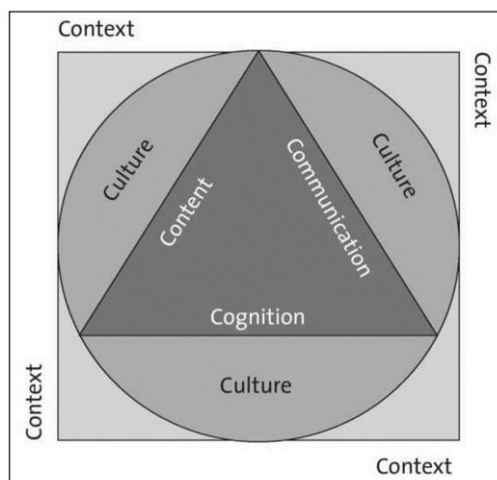 Context
Context
Culture
Culture
Content
Communication
Cognition
Culture
Context
Context